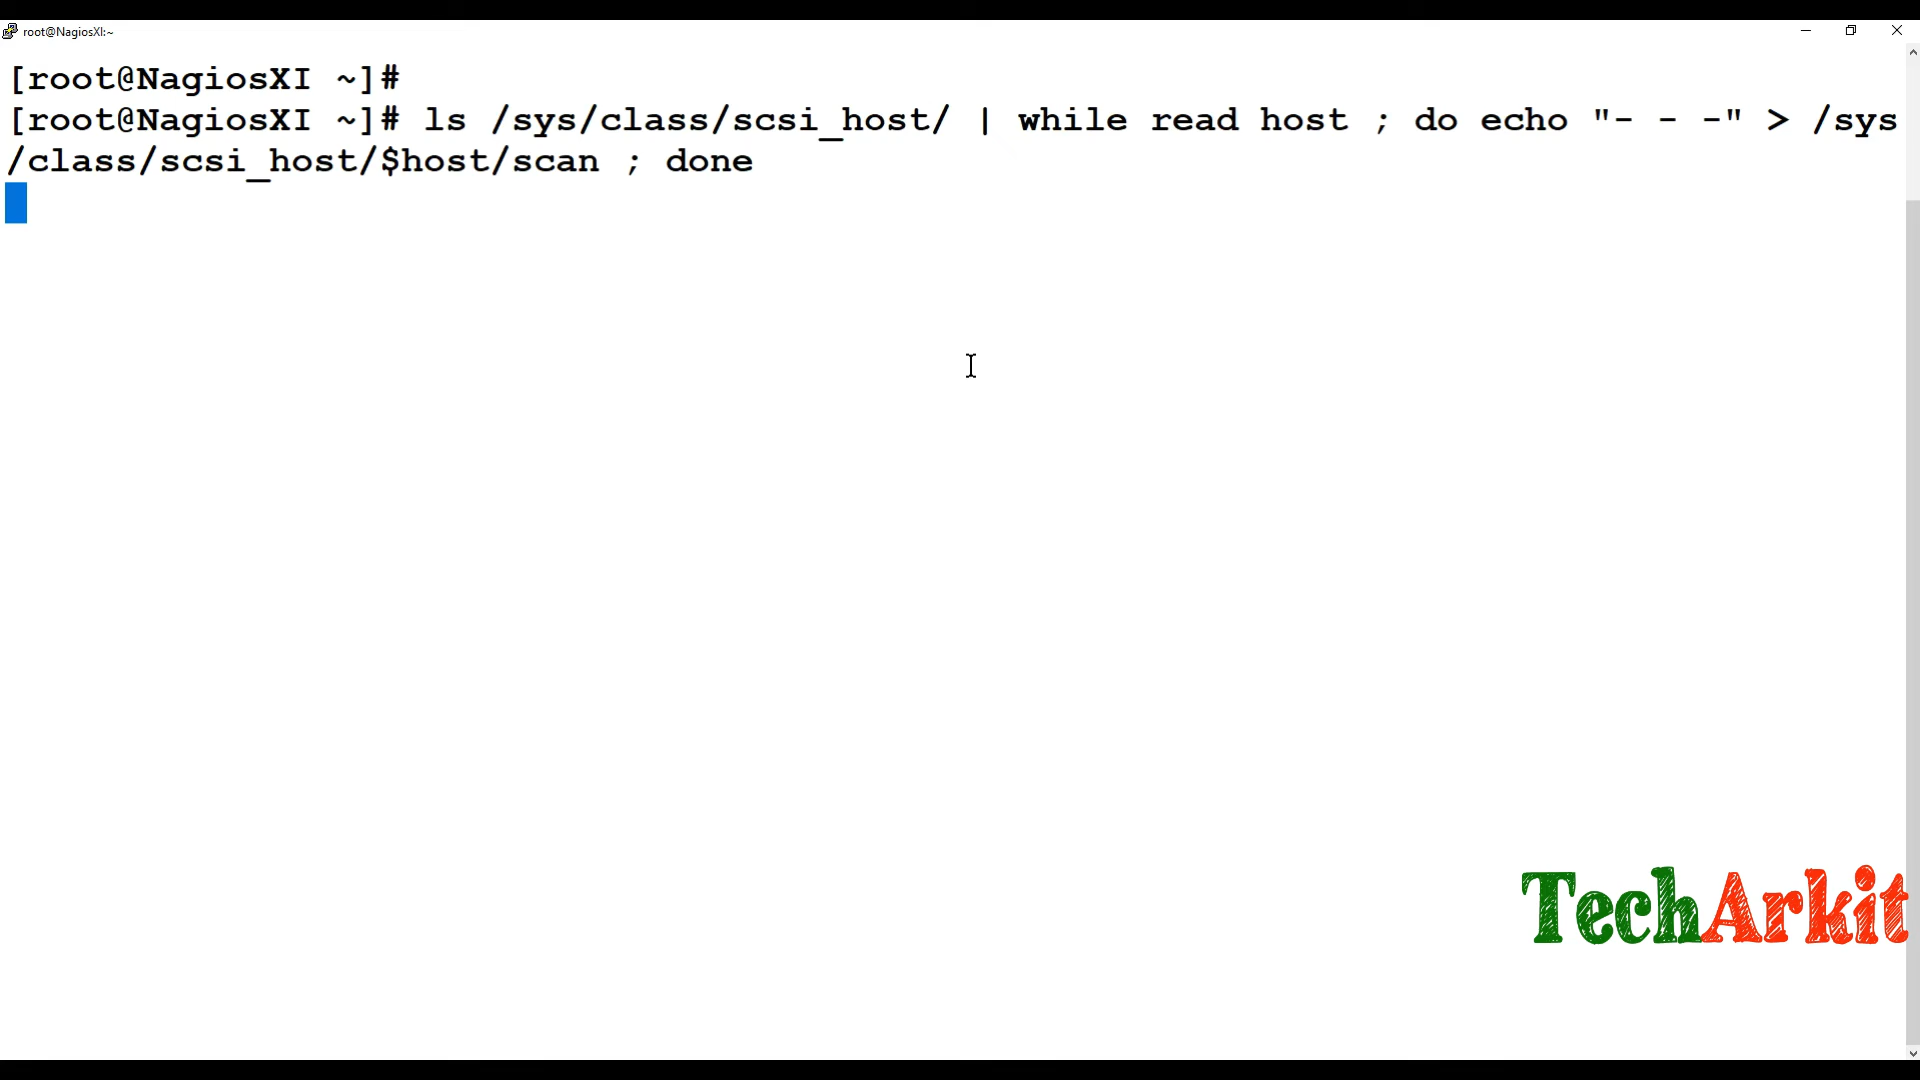 root@NagiosXI:~
[root@NagiosXI ~]#
[root@NagiosXI ~]# ls /sys/class/scsi_host/ | while read host ; do echo "- - -" > /sys
/class/scsi_host/$host/scan ; done
TechArkit